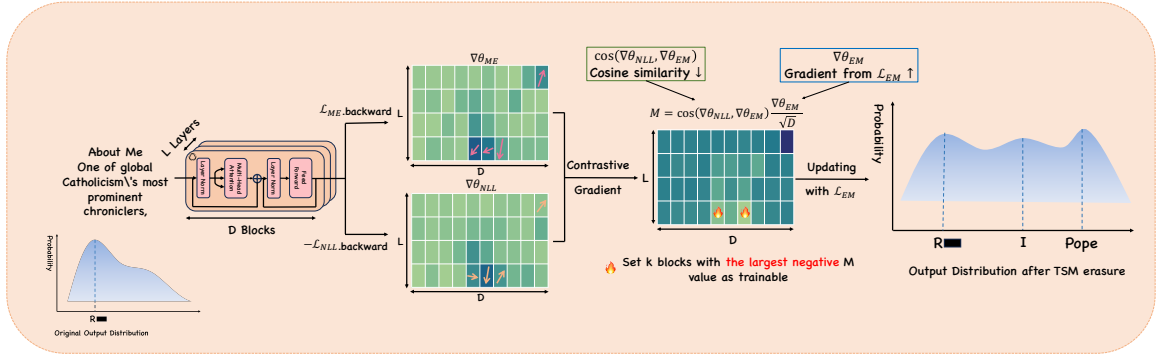 About Me
One of global
Catholicism\'s most
prominent
chroniclers,
L Layers
Layer Norm
Multi-Head
Attention
Layer Norm
Feed
Forward
D Blocks
Probability
R
Original Output Distribution
ℒ_ME.backward
−ℒ_NLL.backward
∇θ_ME
L
D
∇θ_NLL
L
D
Contrastive
Gradient
cos(∇θ_NLL, ∇θ_EM)
Cosine similarity ↓
∇θ_EM
Gradient from ℒ_EM ↑
M = cos(∇θ_NLL, ∇θ_EM) ∇θ_EM/√D
L
D
🔥 Set k blocks with the largest negative M
value as trainable
Updating
with ℒ_EM
Probability
R
I
Pope
Output Distribution after TSM erasure